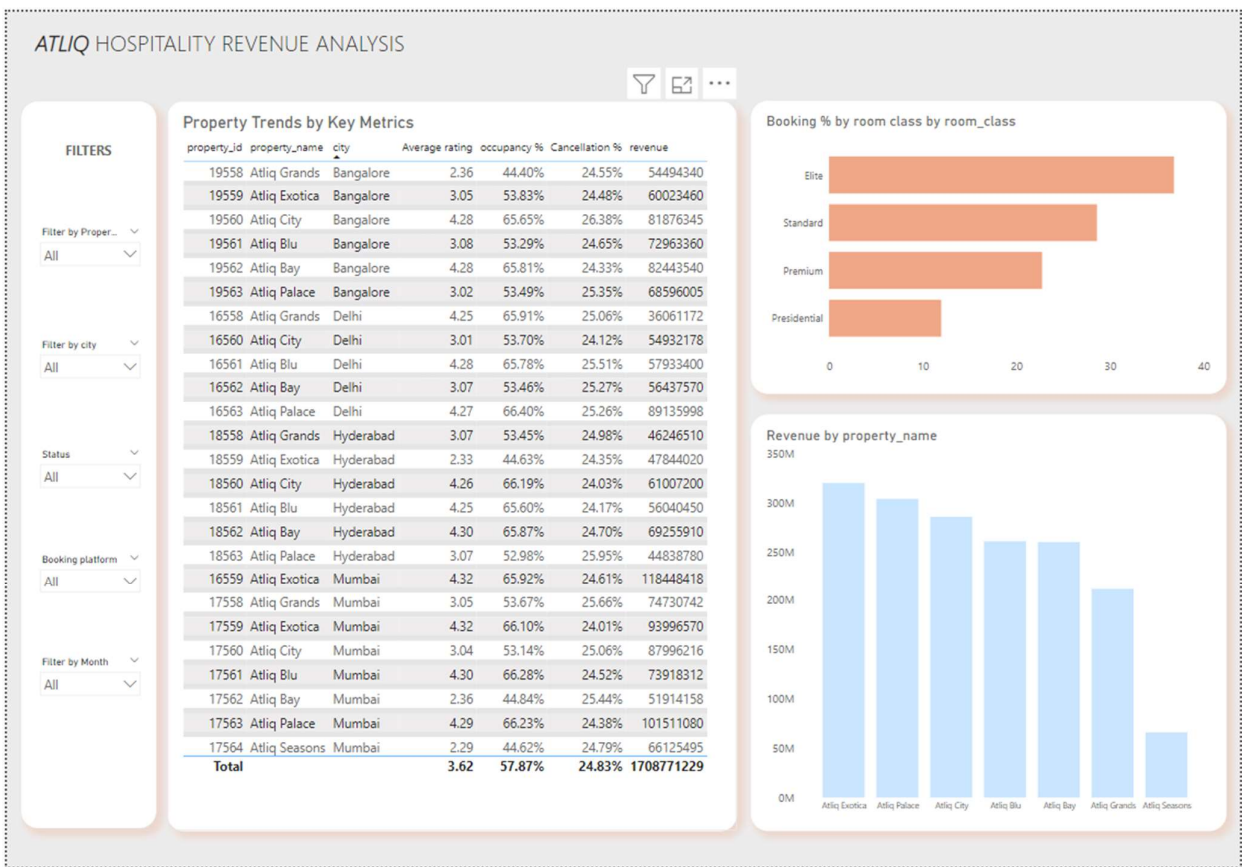 ATLIQ HOSPITALITY REVENUE ANALYSIS
FILTERS
Filter by Proper...
All
Filter by city
All
Status
All
Booking platform
All
Filter by Month
All
Property Trends by Key Metrics
property_id property_name city Average rating occupancy % Cancellation % revenue
19558 Atliq Grands Bangalore 2.36 44.40% 24.55% 54494340
19559 Atliq Exotica Bangalore 3.05 53.83% 24.48% 60023460
19560 Atliq City Bangalore 4.28 65.65% 26.38% 81876345
19561 Atliq Blu Bangalore 3.08 53.29% 24.65% 72963360
19562 Atliq Bay Bangalore 4.28 65.81% 24.33% 82443540
19563 Atliq Palace Bangalore 3.02 53.49% 25.35% 68596005
16558 Atliq Grands Delhi 4.25 65.91% 25.06% 36061172
16560 Atliq City Delhi 3.01 53.70% 24.12% 54932178
16561 Atliq Blu Delhi 4.28 65.78% 25.51% 57933400
16562 Atliq Bay Delhi 3.07 53.46% 25.27% 56437570
16563 Atliq Palace Delhi 4.27 66.40% 25.26% 89135998
18558 Atliq Grands Hyderabad 3.07 53.45% 24.98% 46246510
18559 Atliq Exotica Hyderabad 2.33 44.63% 24.35% 47844020
18560 Atliq City Hyderabad 4.26 66.19% 24.03% 61007200
18561 Atliq Blu Hyderabad 4.25 65.60% 24.17% 56040450
18562 Atliq Bay Hyderabad 4.30 65.87% 24.70% 69255910
18563 Atliq Palace Hyderabad 3.07 52.98% 25.95% 44838780
16559 Atliq Exotica Mumbai 4.32 65.92% 24.61% 118448418
17558 Atliq Grands Mumbai 3.05 53.67% 25.66% 74730742
17559 Atliq Exotica Mumbai 4.32 66.10% 24.01% 93996570
17560 Atliq City Mumbai 3.04 53.14% 25.06% 87996216
17561 Atliq Blu Mumbai 4.30 66.28% 24.52% 73918312
17562 Atliq Bay Mumbai 2.36 44.84% 25.44% 51914158
17563 Atliq Palace Mumbai 4.29 66.23% 24.38% 101511080
17564 Atliq Seasons Mumbai 2.29 44.62% 24.79% 66125495
Total 3.62 57.87% 24.83% 1708771229
Booking % by room class by room_class
Elite
Standard
Premium
Presidential
0 10 20 30 40
Revenue by property_name
350M
300M
250M
200M
150M
100M
50M
0M
Atliq Exotica Atliq Palace Atliq City Atliq Blu Atliq Bay Atliq Grands Atliq Seasons